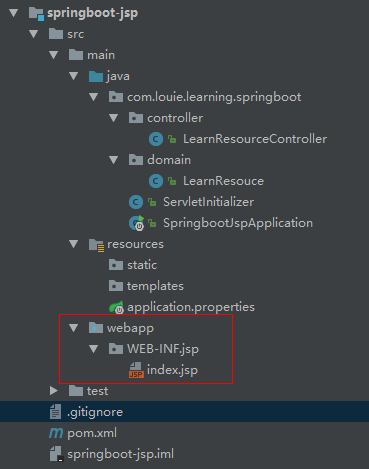 springboot-jsp
src
main
java
com.louie.learning.springboot
controller
LearnResourceController
domain
LearnResouce
ServletInitializer
SpringbootJspApplication
resources
static
templates
application.properties
webapp
WEB-INF.jsp
index.jsp
test
.gitignore
pom.xml
springboot-jsp.iml